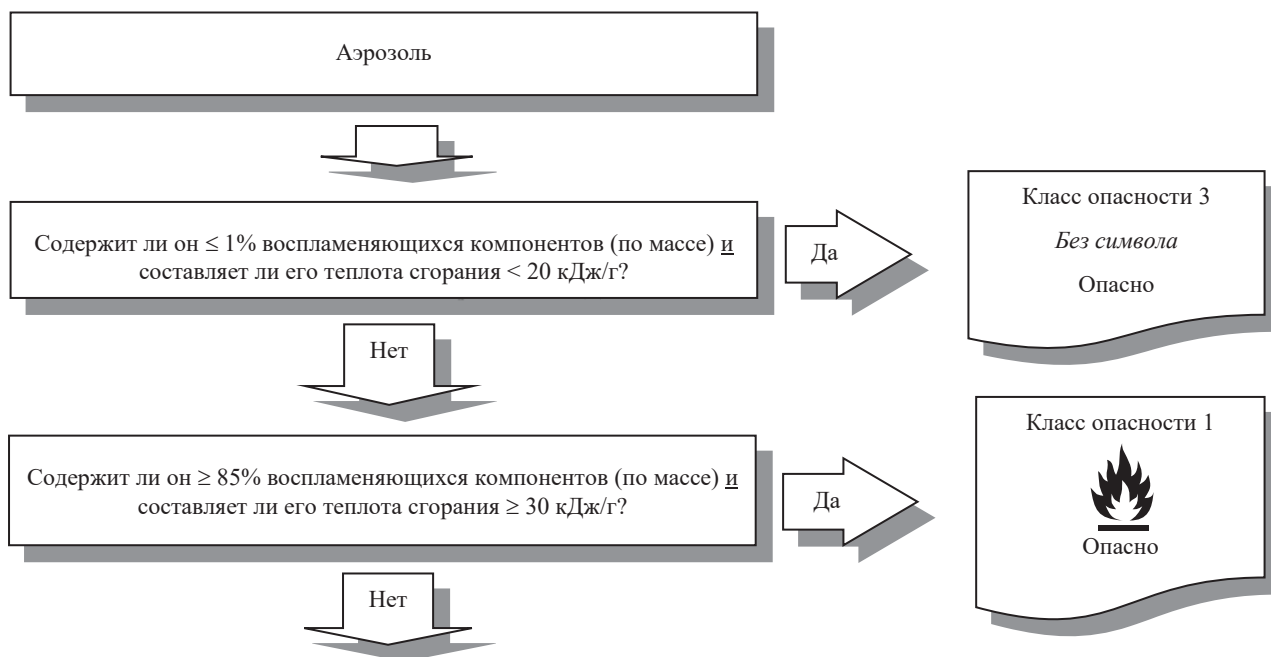 Аэрозоль
Содержит ли он ≤ 1% воспламеняющихся компонентов (по массе) и
составляет ли его теплота сгорания < 20 кДж/г?
Да
Класс опасности 3
Без символа
Опасно
Нет
Содержит ли он ≥ 85% воспламеняющихся компонентов (по массе) и
составляет ли его теплота сгорания ≥ 30 кДж/г?
Да
Класс опасности 1
Опасно
Нет